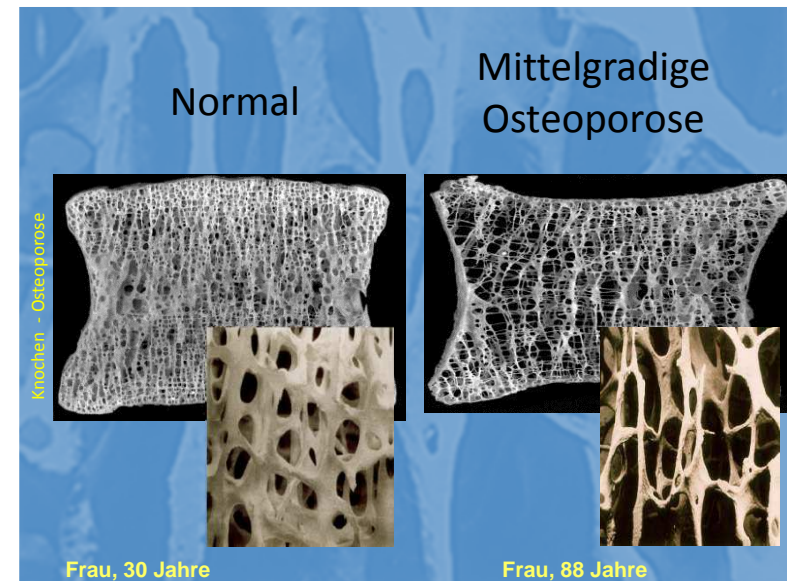 Normal
Mittelgradige
Osteoporose
Knochen - Osteoporose
Frau, 30 Jahre
Frau, 88 Jahre